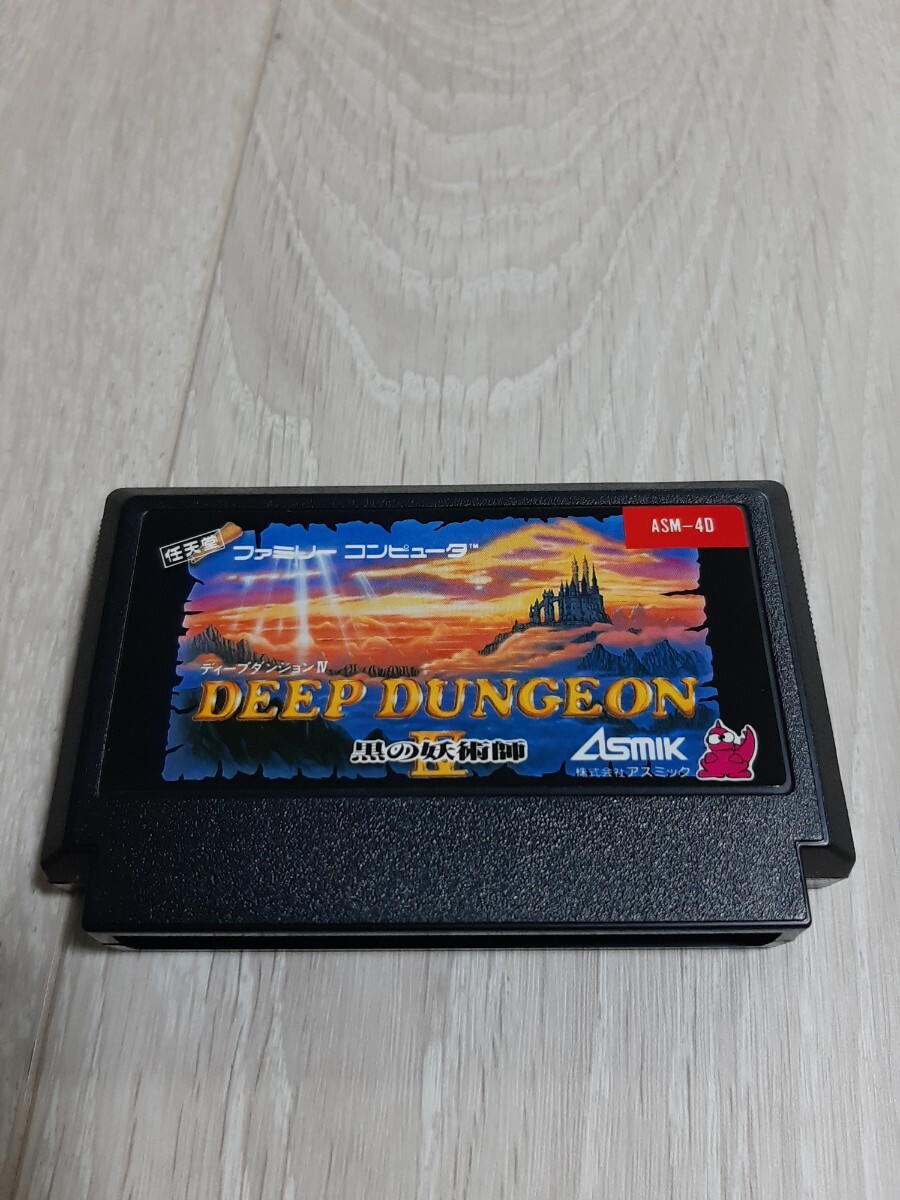 ASM-4D
任天堂
ファミリー コンピュータ™
ディープダンジョンⅣ
DEEP DUNGEON
Ⅳ
黒の妖術師
ASMIK
株式会社アスミック